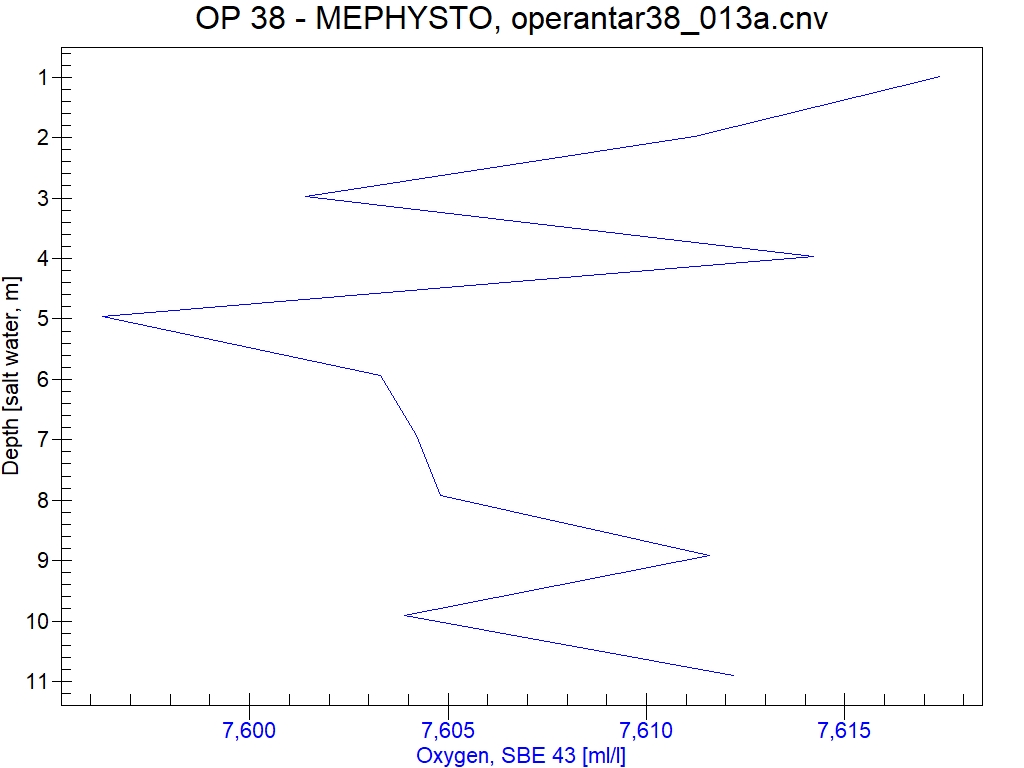 OP 38 - MEPHYSTO, operantar38_013a.cnv
Depth [salt water, m]
1
2
3
4
5
6
7
8
9
10
11
7,600 7,605 7,610 7,615
Oxygen, SBE 43 [ml/l]